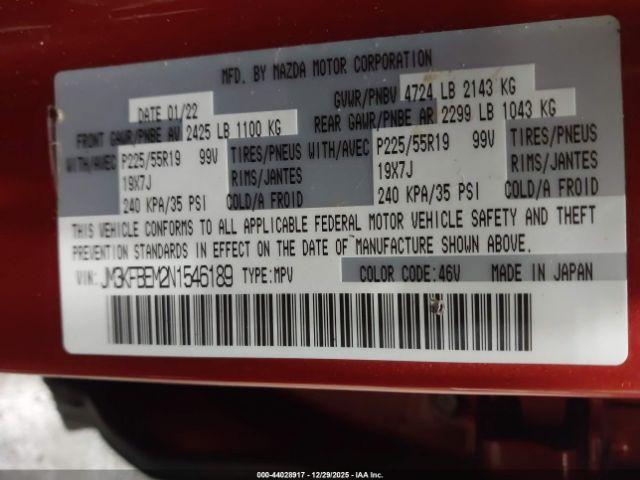 MFD. BY MAZDA MOTOR CORPORATION
DATE 01/22 GVWR/PNBV 4724 LB 2143 KG
FRONT GAWR/PNBE AV 2425 LB 1100 KG REAR GAWR/PNBE AR 2299 LB 1043 KG
WITH/AVEC P225/55R19 99V TIRES/PNEUS WITH/AVEC P225/55R19 99V TIRES/PNEUS
19X7J RIMS/JANTES 19X7J RIMS/JANTES
240 KPA/35 PSI COLD/A FROID 240 KPA/35 PSI COLD/A FROID
THIS VEHICLE CONFORMS TO ALL APPLICABLE FEDERAL MOTOR VEHICLE SAFETY AND THEFT
PREVENTION STANDARDS IN EFFECT ON THE DATE OF MANUFACTURE SHOWN ABOVE.
VIN: JM3KFBEM2N1546189 TYPE:MPV COLOR CODE:46V MADE IN JAPAN
000-44028917 - 12/29/2025 - IAAI Inc.